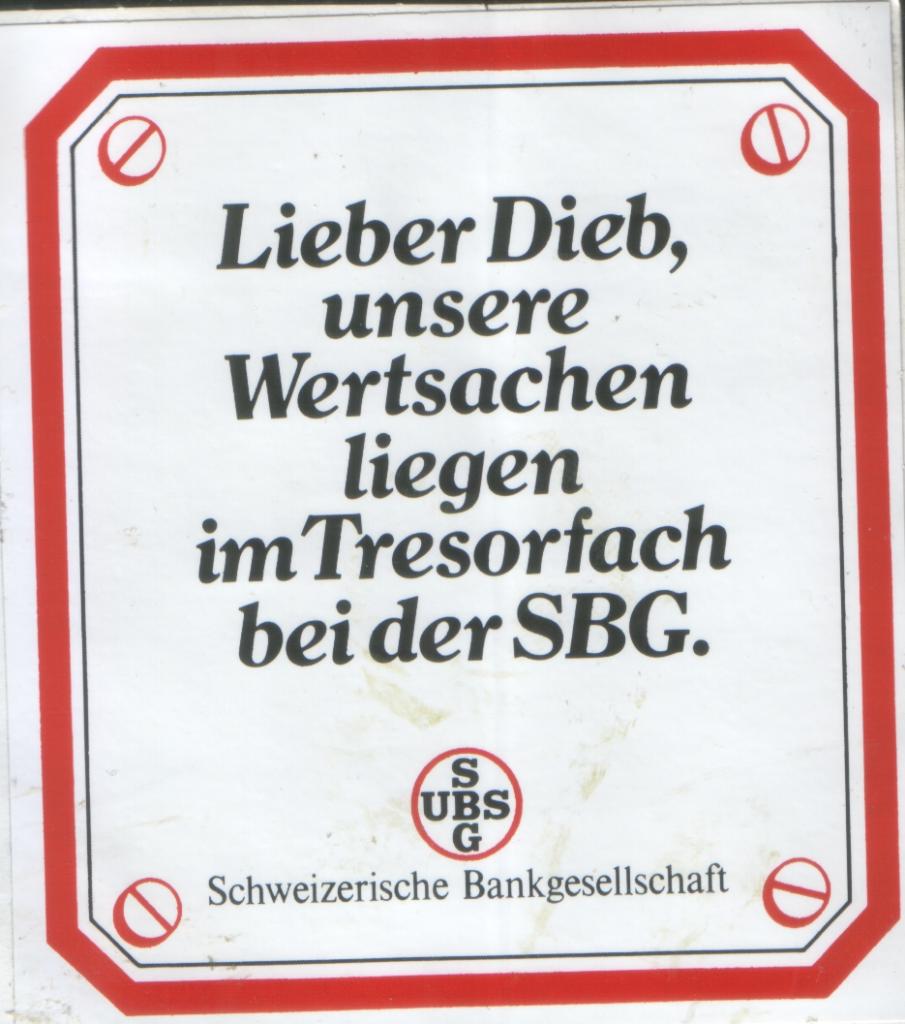 Lieber Dieb,
unsere
Wertsachen
liegen
im Tresorfach
bei der SBG.
S
UBS
G
Schweizerische Bankgesellschaft